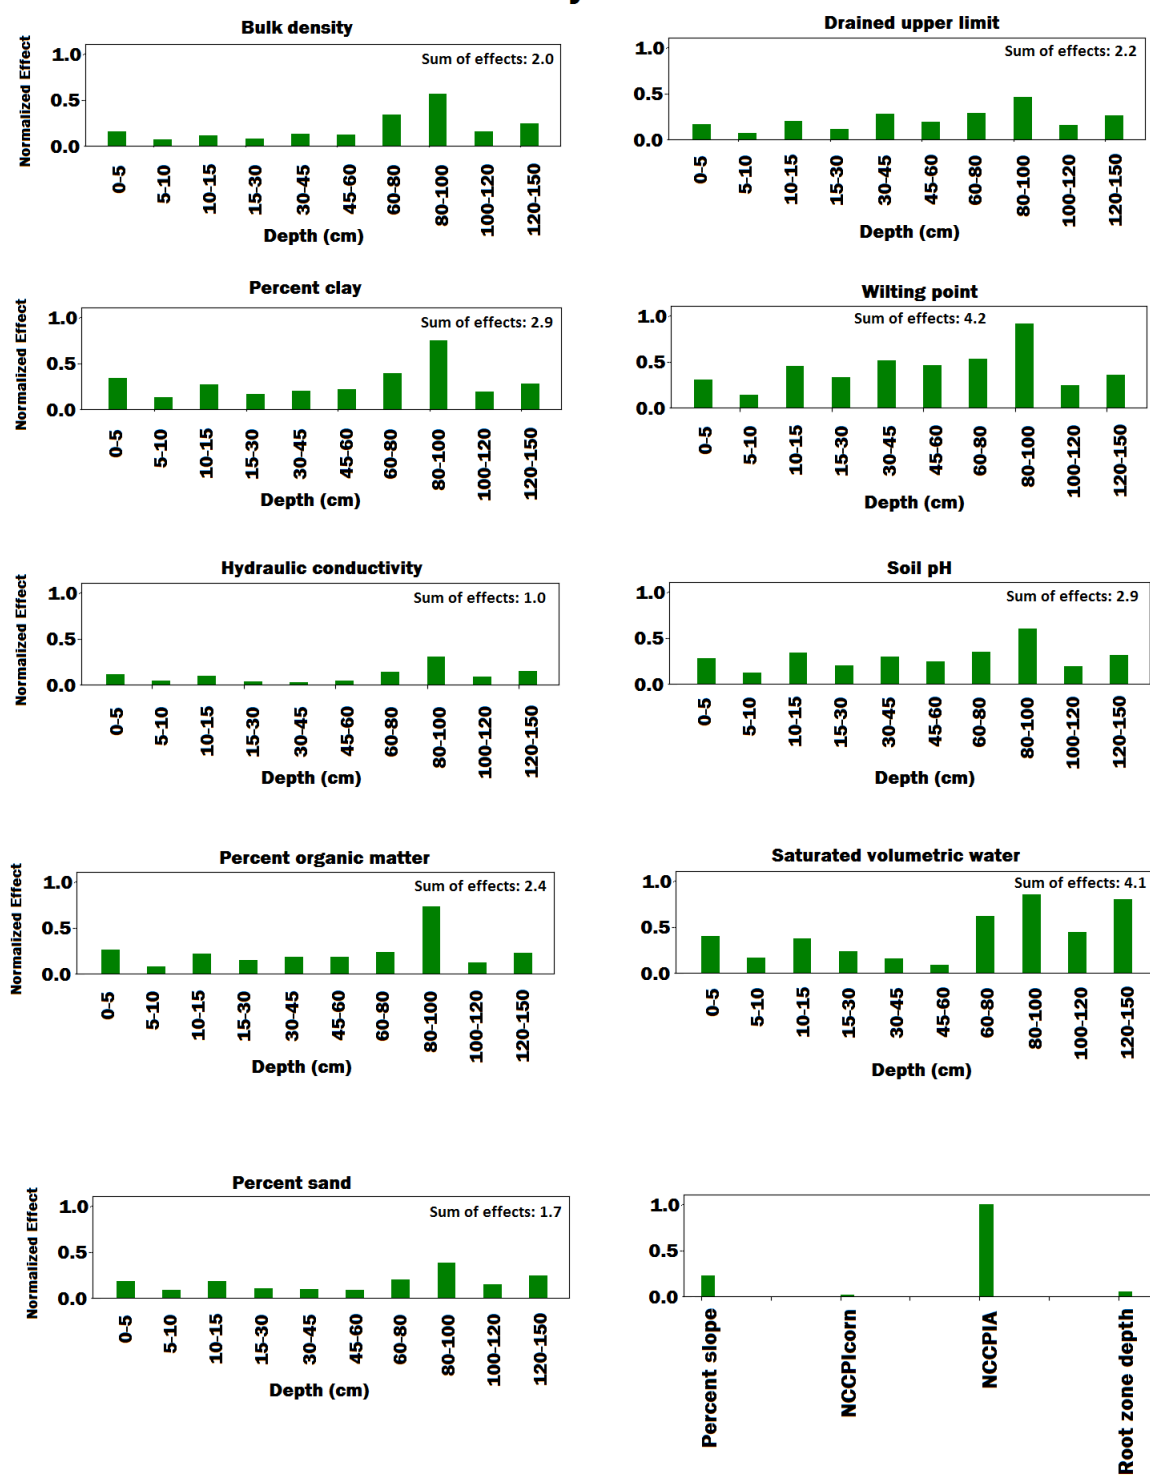 Bulk density
Normalized Effect
1.0
0.5
0.0
Sum of effects: 2.0
0-5 5-10 10-15 15-30 30-45 45-60 60-80 80-100 100-120 120-150
Depth (cm)
Drained upper limit
1.0
0.5
0.0
Sum of effects: 2.2
0-5 5-10 10-15 15-30 30-45 45-60 60-80 80-100 100-120 120-150
Depth (cm)
Percent clay
Normalized Effect
1.0
0.5
0.0
Sum of effects: 2.9
0-5 5-10 10-15 15-30 30-45 45-60 60-80 80-100 100-120 120-150
Depth (cm)
Wilting point
1.0
0.5
0.0
Sum of effects: 4.2
0-5 5-10 10-15 15-30 30-45 45-60 60-80 80-100 100-120 120-150
Depth (cm)
Hydraulic conductivity
Normalized Effect
1.0
0.5
0.0
Sum of effects: 1.0
0-5 5-10 10-15 15-30 30-45 45-60 60-80 80-100 100-120 120-150
Depth (cm)
Soil pH
1.0
0.5
0.0
Sum of effects: 2.9
0-5 5-10 10-15 15-30 30-45 45-60 60-80 80-100 100-120 120-150
Depth (cm)
Percent organic matter
Normalized Effect
1.0
0.5
0.0
Sum of effects: 2.4
0-5 5-10 10-15 15-30 30-45 45-60 60-80 80-100 100-120 120-150
Depth (cm)
Saturated volumetric water
1.0
0.5
0.0
Sum of effects: 4.1
0-5 5-10 10-15 15-30 30-45 45-60 60-80 80-100 100-120 120-150
Depth (cm)
Percent sand
Normalized Effect
1.0
0.5
0.0
Sum of effects: 1.7
0-5 5-10 10-15 15-30 30-45 45-60 60-80 80-100 100-120 120-150
Depth (cm)
1.0
0.5
0.0
Percent slope
NCCPIcorn
NCCPIA
Root zone depth